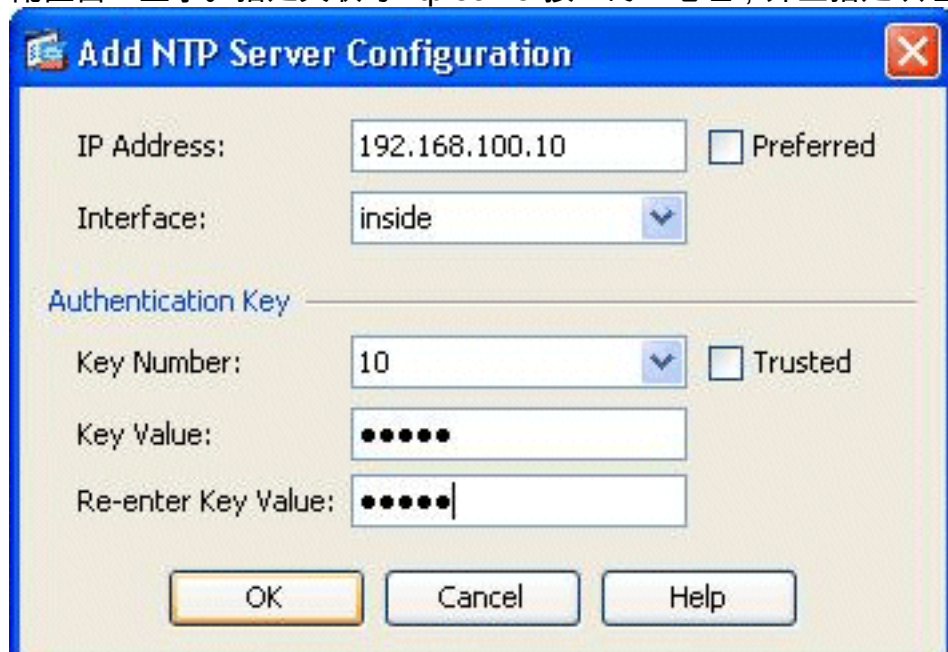 Add NTP Server Configuration
IP Address: 192.168.100.10 Preferred
Interface: inside
Authentication Key
Key Number: 10 Trusted
Key Value: •••••
Re-enter Key Value: •••••
OK Cancel Help